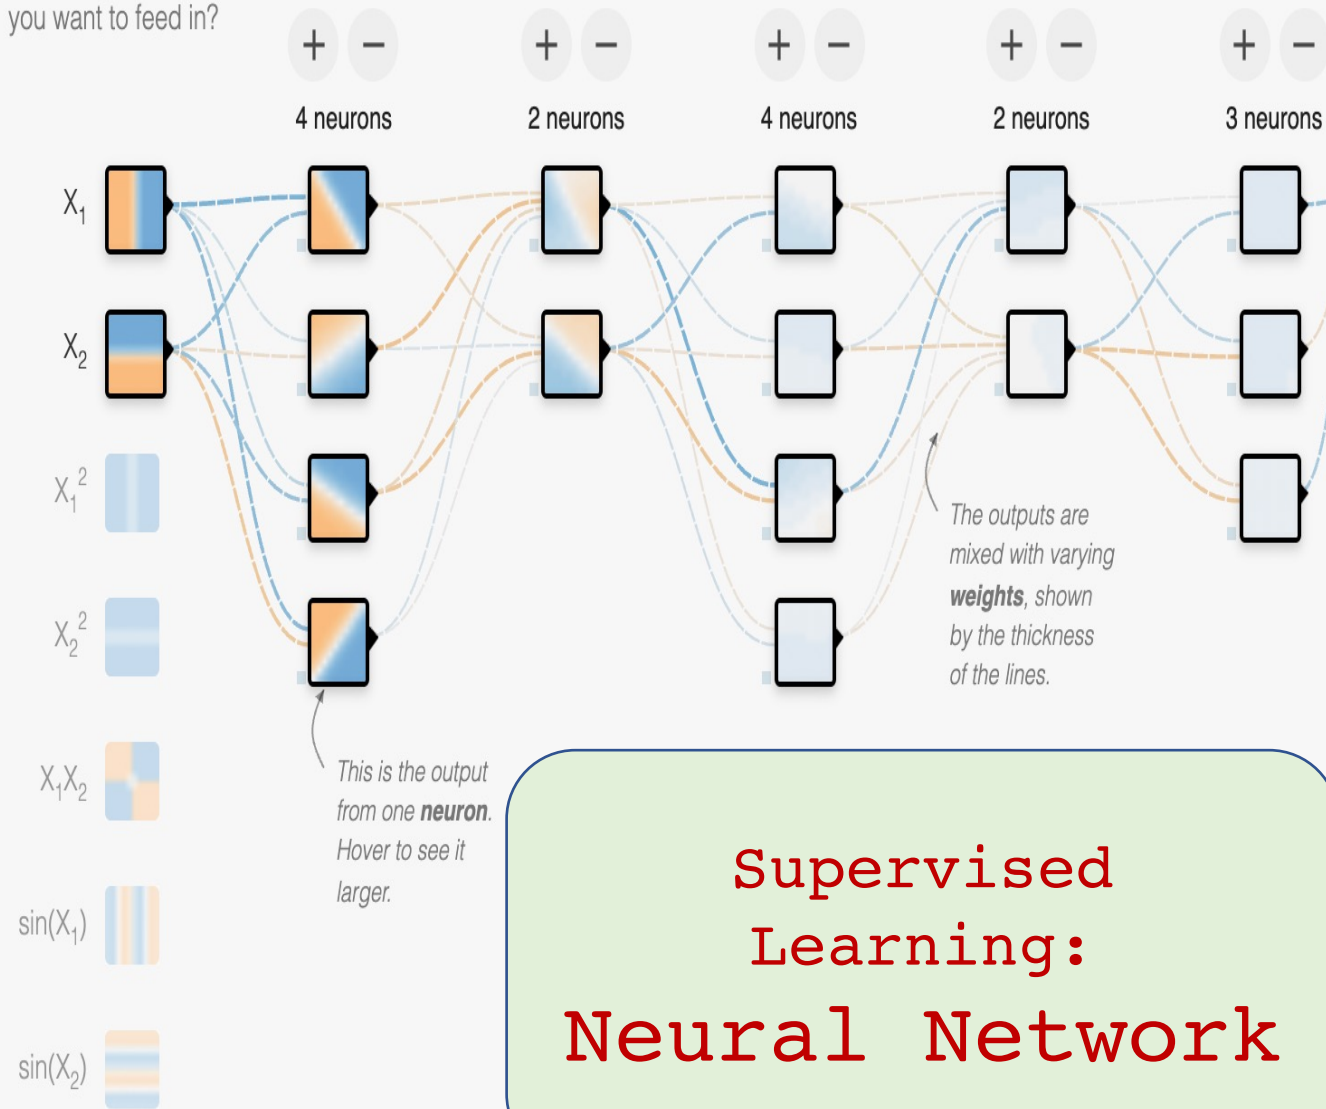 you want to feed in?
+ − + − + − + − + −
4 neurons 2 neurons 4 neurons 2 neurons 3 neurons
X₁
X₂
X₁²
X₂²
X₁X₂
sin(X₁)
sin(X₂)
This is the output
from one neuron.
Hover to see it
larger.
The outputs are
mixed with varying
weights, shown
by the thickness
of the lines.
Supervised
Learning:
Neural Network